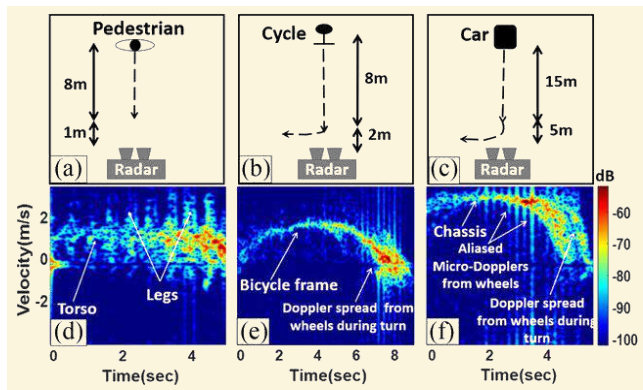 Pedestrian
8m
1m
(a)
Radar
Cycle
8m
2m
(b)
Radar
Car
15m
5m
(c)
Radar
Velocity(m/s)
2
0
-2
Torso
Legs
(d)
0 2 4
Time(sec)
Bicycle frame
Doppler spread from
wheels during turn
(e)
0 2 4 6 8
Time(sec)
Chassis
Aliased
Micro-Dopplers
from wheels
Doppler spread
from wheels during
turn
(f)
0 2 4
Time(sec)
dB
-60
-70
-80
-90
-100